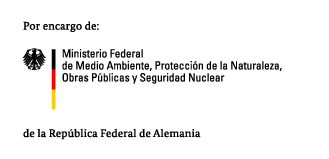 Por encargo de:
Ministerio Federal
de Medio Ambiente, Protección de la Naturaleza,
Obras Públicas y Seguridad Nuclear
de la República Federal de Alemania